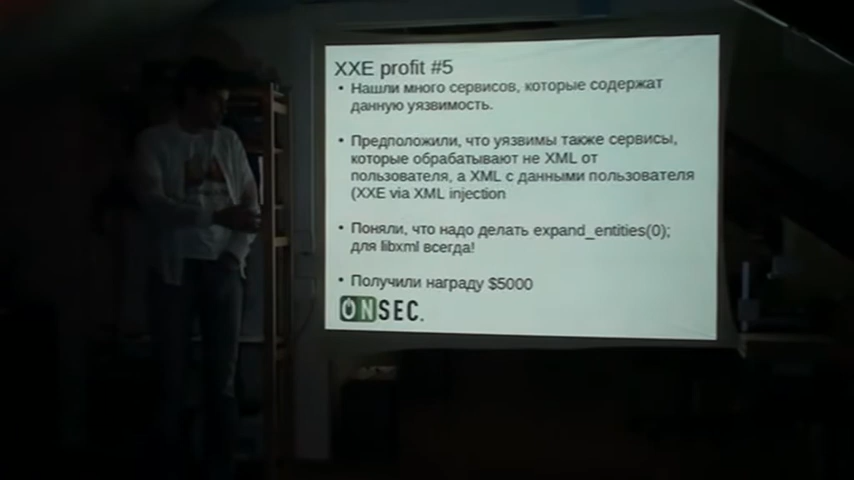 XXE profit #5
• Нашли много сервисов, которые содержат
данную уязвимость.
• Предположили, что уязвимы также сервисы,
которые обрабатывают не XML от
пользователя, а XML с данными пользователя
(XXE via XML injection
• Поняли, что надо делать expand_entities(0);
для libxml всегда!
• Получили награду $5000
ONSEC.